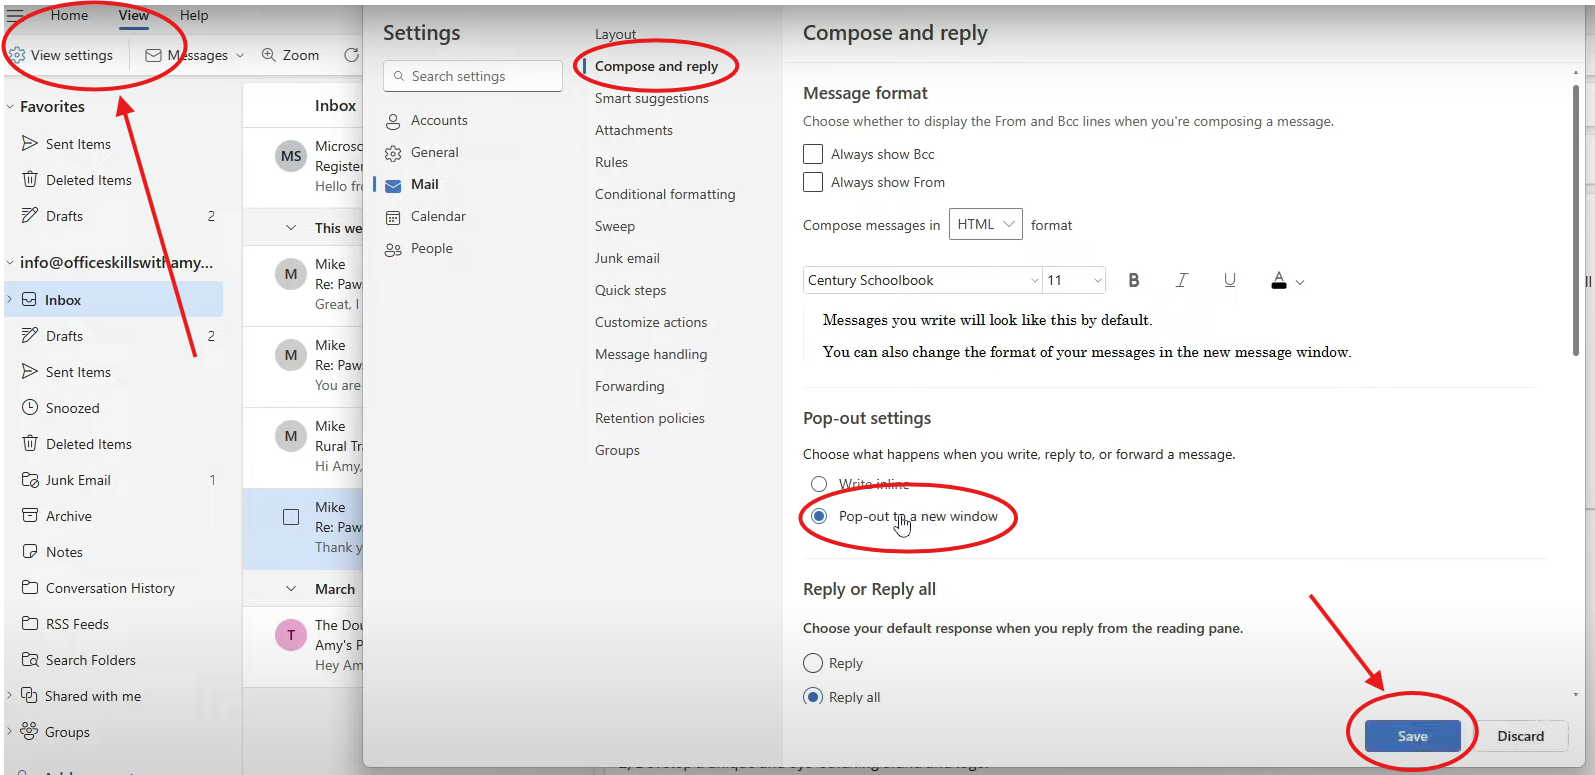 Home View Help
View settings Messages Zoom
Favorites
Sent Items
Deleted Items
Drafts 2
info@officeskillswithamy...
Inbox
Drafts 2
Sent Items
Snoozed
Deleted Items
Junk Email 1
Archive
Notes
Conversation History
RSS Feeds
Search Folders
Shared with me
Groups
Inbox
MS
Microso
Register
Hello fr
This we
M
Mike
Re: Paw
Great, I
M
Mike
Re: Paw
You are
M
Mike
Rural Tr
Hi Amy,
Mike
Re: Paw
Thank y
March
T
The Dou
Amy's P
Hey Am
Settings
Search settings
Accounts
General
Mail
Calendar
People
Layout
Compose and reply
Smart suggestions
Attachments
Rules
Conditional formatting
Sweep
Junk email
Quick steps
Customize actions
Message handling
Forwarding
Retention policies
Groups
Compose and reply
Message format
Choose whether to display the From and Bcc lines when you're composing a message.
Always show Bcc
Always show From
Compose messages in HTML format
Century Schoolbook 11 B I U A
Messages you write will look like this by default.
You can also change the format of your messages in the new message window.
Pop-out settings
Choose what happens when you write, reply to, or forward a message.
Write inline
Pop-out to a new window
Reply or Reply all
Choose your default response when you reply from the reading pane.
Reply
Reply all
Save Discard